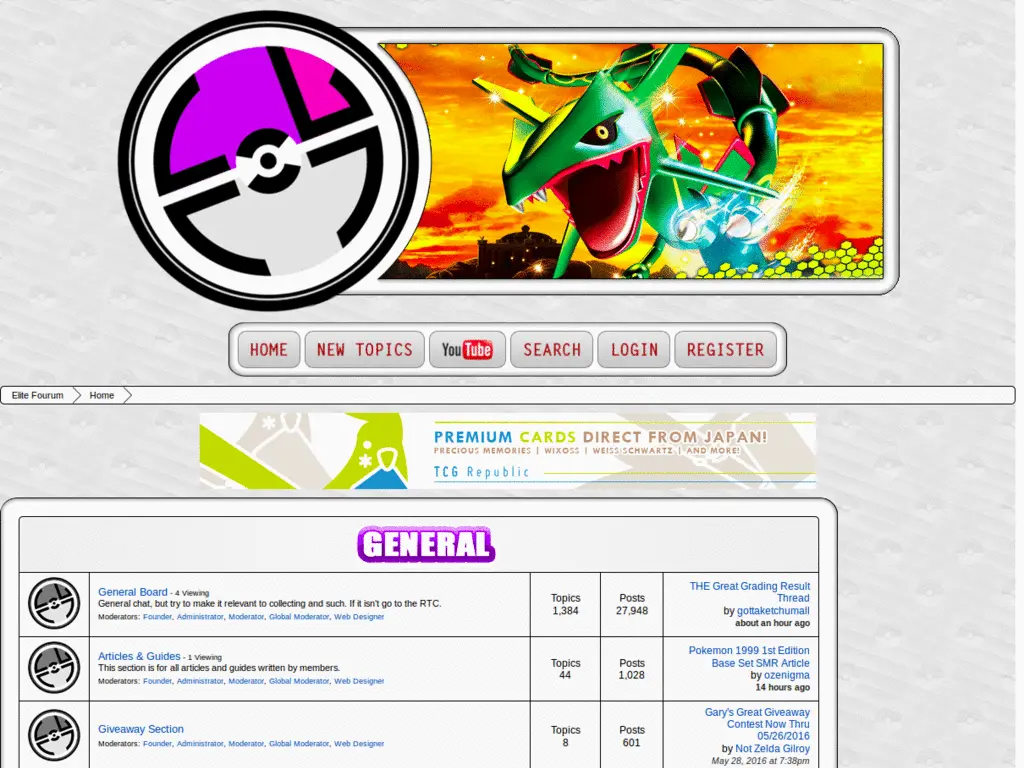 HOME NEW TOPICS YouTube SEARCH LOGIN REGISTER
Elite Fourum Home
PREMIUM CARDS DIRECT FROM JAPAN!
PRECIOUS MEMORIES | WIXOSS | WEISS SCHWARTZ | AND MORE!
TCG Republic
GENERAL
General Board - 4 Viewing
General chat, but try to make it relevant to collecting and such. If it isn't go to the RTC.
Moderators: Founder, Administrator, Moderator, Global Moderator, Web Designer
Topics
1,384
Posts
27,948
THE Great Grading Result
Thread
by gottaketchumall
about an hour ago
Articles & Guides - 1 Viewing
This section is for all articles and guides written by members.
Moderators: Founder, Administrator, Moderator, Global Moderator, Web Designer
Topics
44
Posts
1,028
Pokemon 1999 1st Edition
Base Set SMR Article
by ozenigma
14 hours ago
Giveaway Section
Moderators: Founder, Administrator, Moderator, Global Moderator, Web Designer
Topics
8
Posts
601
Gary's Great Giveaway
Contest Now Thru
05/26/2016
by Not Zelda Gilroy
May 28, 2016 at 7:38pm